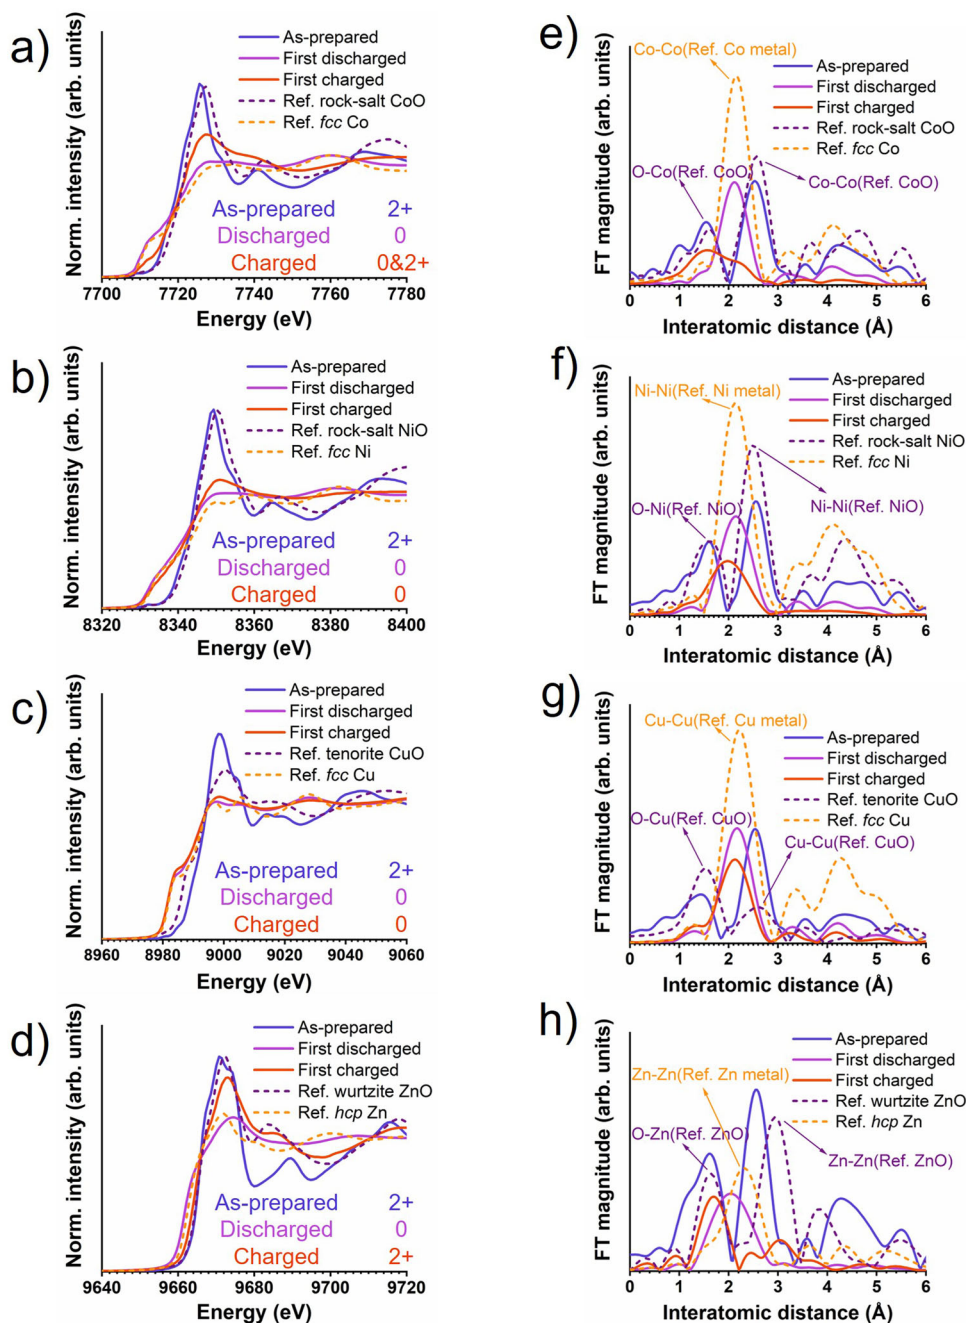 a)
Norm. intensity (arb. units)
As-prepared
First discharged
First charged
Ref. rock-salt CoO
Ref. fcc Co
As-prepared 2+
Discharged 0
Charged 0&2+
7700 7720 7740 7760 7780
Energy (eV)
e)
FT magnitude (arb. units)
Co-Co(Ref. Co metal)
As-prepared
First discharged
First charged
Ref. rock-salt CoO
Ref. fcc Co
O-Co(Ref. CoO)
Co-Co(Ref. CoO)
0 1 2 3 4 5 6
Interatomic distance (Å)
b)
Norm. intensity (arb. units)
As-prepared
First discharged
First charged
Ref. rock-salt NiO
Ref. fcc Ni
As-prepared 2+
Discharged 0
Charged 0
8320 8340 8360 8380 8400
Energy (eV)
f)
FT magnitude (arb. units)
Ni-Ni(Ref. Ni metal)
As-prepared
First discharged
First charged
Ref. rock-salt NiO
Ref. fcc Ni
O-Ni(Ref. NiO)
Ni-Ni(Ref. NiO)
0 1 2 3 4 5 6
Interatomic distance (Å)
c)
Norm. intensity (arb. units)
As-prepared
First discharged
First charged
Ref. tenorite CuO
Ref. fcc Cu
As-prepared 2+
Discharged 0
Charged 0
8960 8980 9000 9020 9040 9060
Energy (eV)
g)
FT magnitude (arb. units)
Cu-Cu(Ref. Cu metal)
As-prepared
First discharged
First charged
Ref. tenorite CuO
Ref. fcc Cu
O-Cu(Ref. CuO)
Cu-Cu(Ref. CuO)
0 1 2 3 4 5 6
Interatomic distance (Å)
d)
Norm. intensity (arb. units)
As-prepared
First discharged
First charged
Ref. wurtzite ZnO
Ref. hcp Zn
As-prepared 2+
Discharged 0
Charged 2+
9640 9660 9680 9700 9720
Energy (eV)
h)
FT magnitude (arb. units)
As-prepared
First discharged
First charged
Ref. wurtzite ZnO
Ref. hcp Zn
Zn-Zn(Ref. Zn metal)
O-Zn(Ref. ZnO)
Zn-Zn(Ref. ZnO)
0 1 2 3 4 5 6
Interatomic distance (Å)